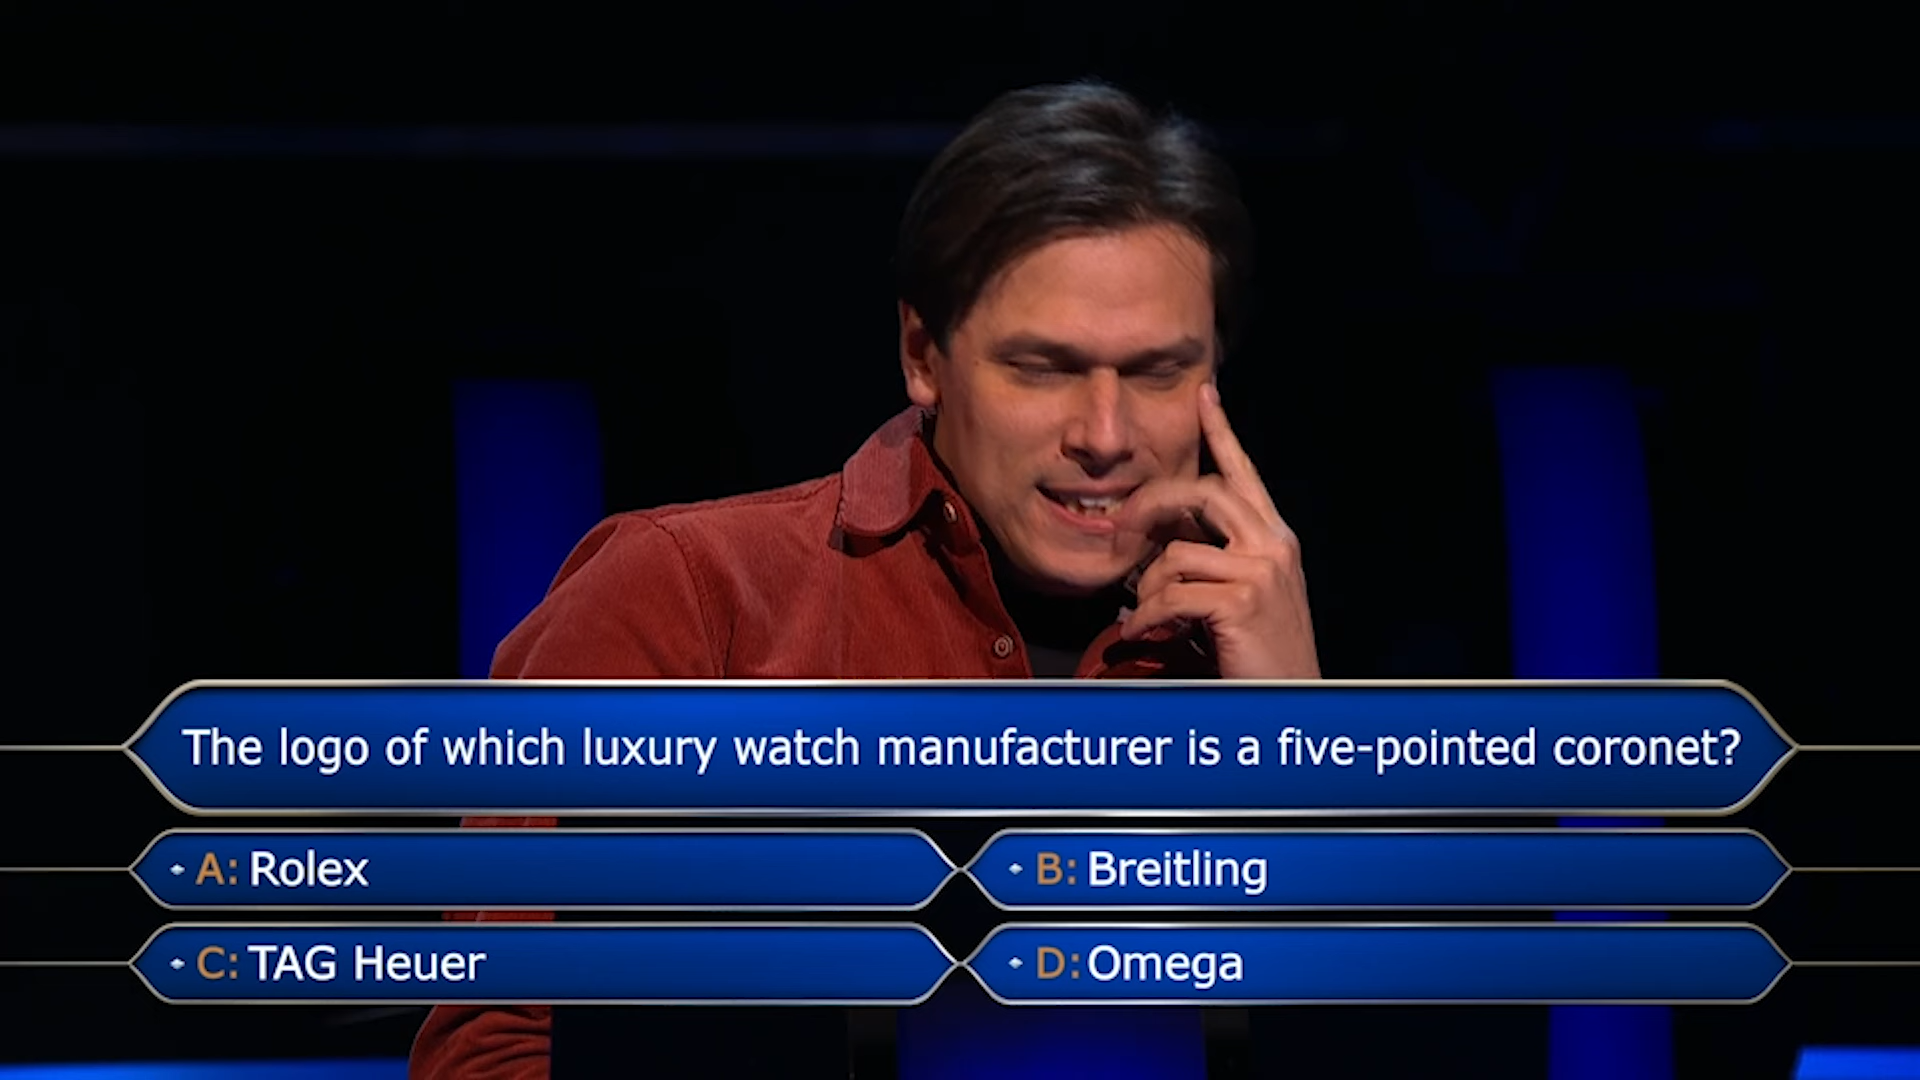 The logo of which luxury watch manufacturer is a five-pointed coronet?
A: Rolex
B: Breitling
C: TAG Heuer
D: Omega